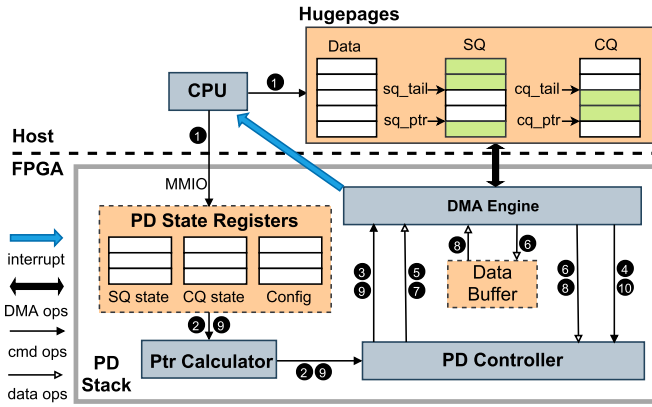 Hugepages
Data SQ CQ
sq_tail cq_tail
sq_ptr cq_ptr
CPU
1
1
Host
FPGA
MMIO
PD State Registers
SQ state CQ state Config
DMA Engine
8 6
Data
Buffer
3
9
5
7
6
8
4
10
interrupt
DMA ops
cmd ops
data ops
2 9
Ptr Calculator
2 9
PD Controller
PD
Stack